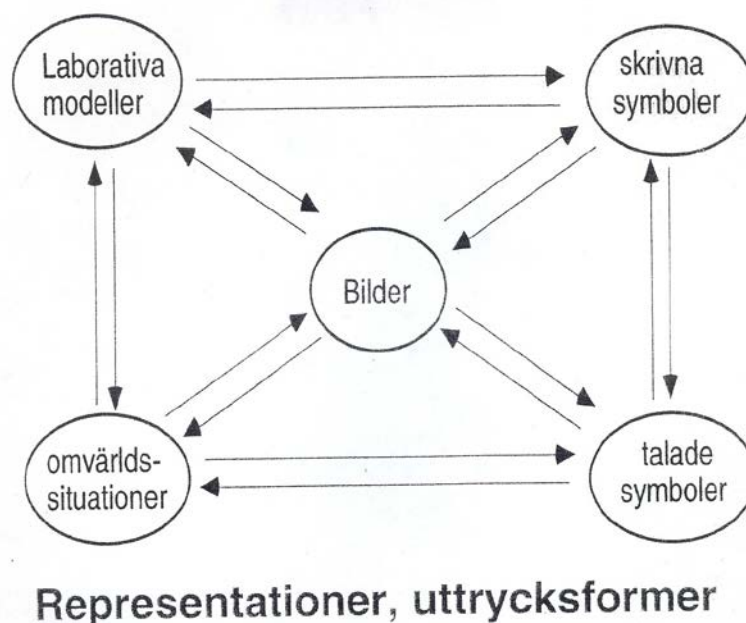 Laborativa
modeller
skrivna
symboler
Bilder
omvärlds-
situationer
talade
symboler
Representationer, uttrycksformer